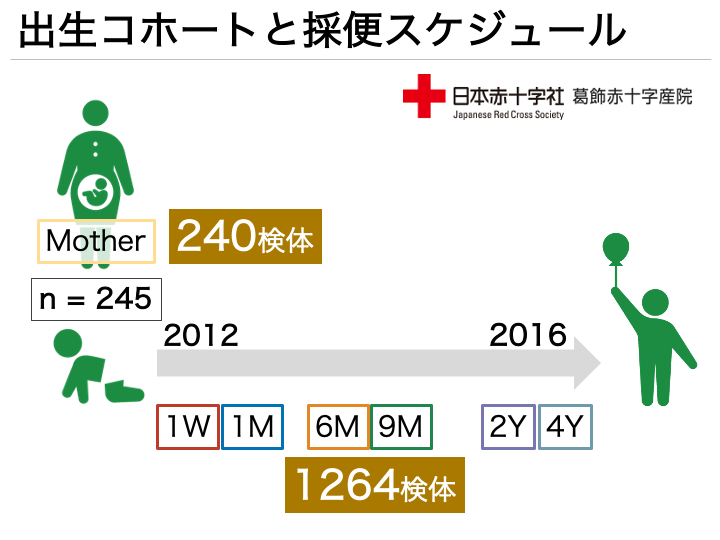 出生コホートと採便スケジュール
日本赤十字社 葛飾赤十字産院
Japanese Red Cross Society
Mother
240検体
n = 245
2012
2016
1W 1M 6M 9M 2Y 4Y
1264検体